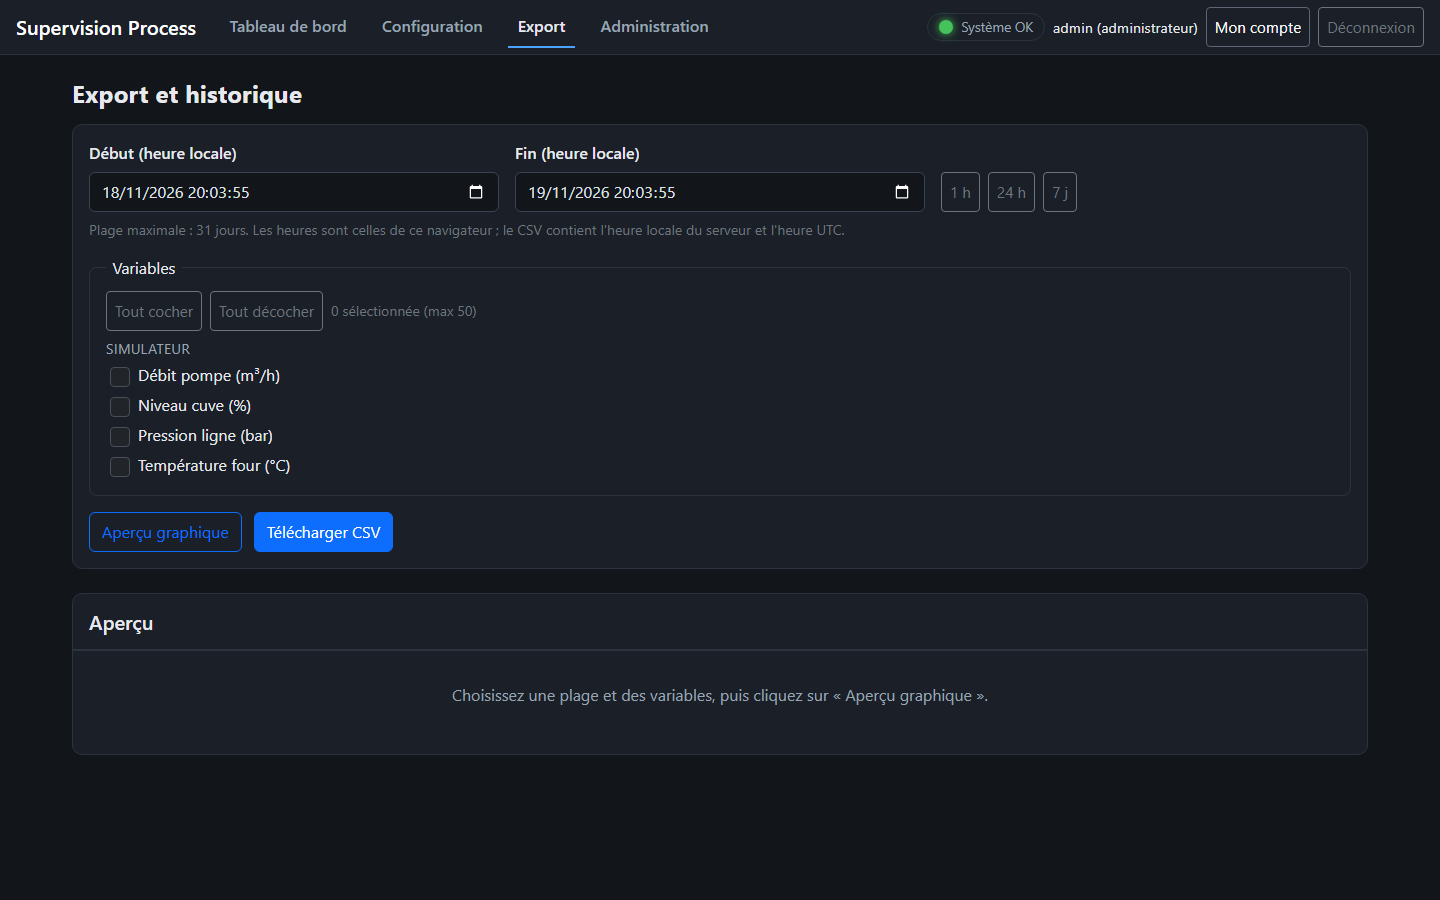 Supervision Process Tableau de bord Configuration Export Administration Système OK admin (administrateur) Mon compte Déconnexion
Export et historique
Début (heure locale) Fin (heure locale)
18/11/2026 20:03:55 19/11/2026 20:03:55 1 h 24 h 7 j
Plage maximale : 31 jours. Les heures sont celles de ce navigateur ; le CSV contient l'heure locale du serveur et l'heure UTC.
Variables
Tout cocher Tout décocher 0 sélectionnée (max 50)
SIMULATEUR
Débit pompe (m³/h)
Niveau cuve (%)
Pression ligne (bar)
Température four (°C)
Aperçu graphique Télécharger CSV
Aperçu
Choisissez une plage et des variables, puis cliquez sur « Aperçu graphique ».